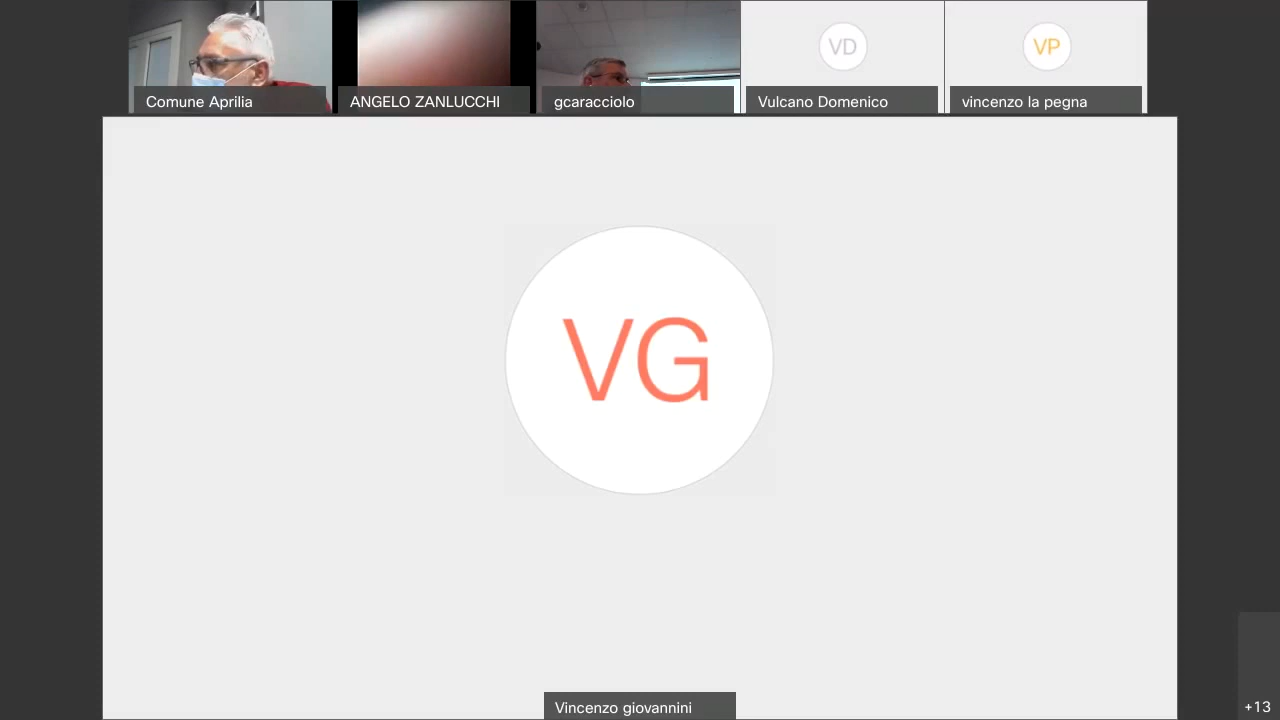 VD
VP
Comune Aprilia
ANGELO ZANLUCCHI
gcaracciolo
Vulcano Domenico
vincenzo la pegna
VG
Vincenzo giovannini
+13